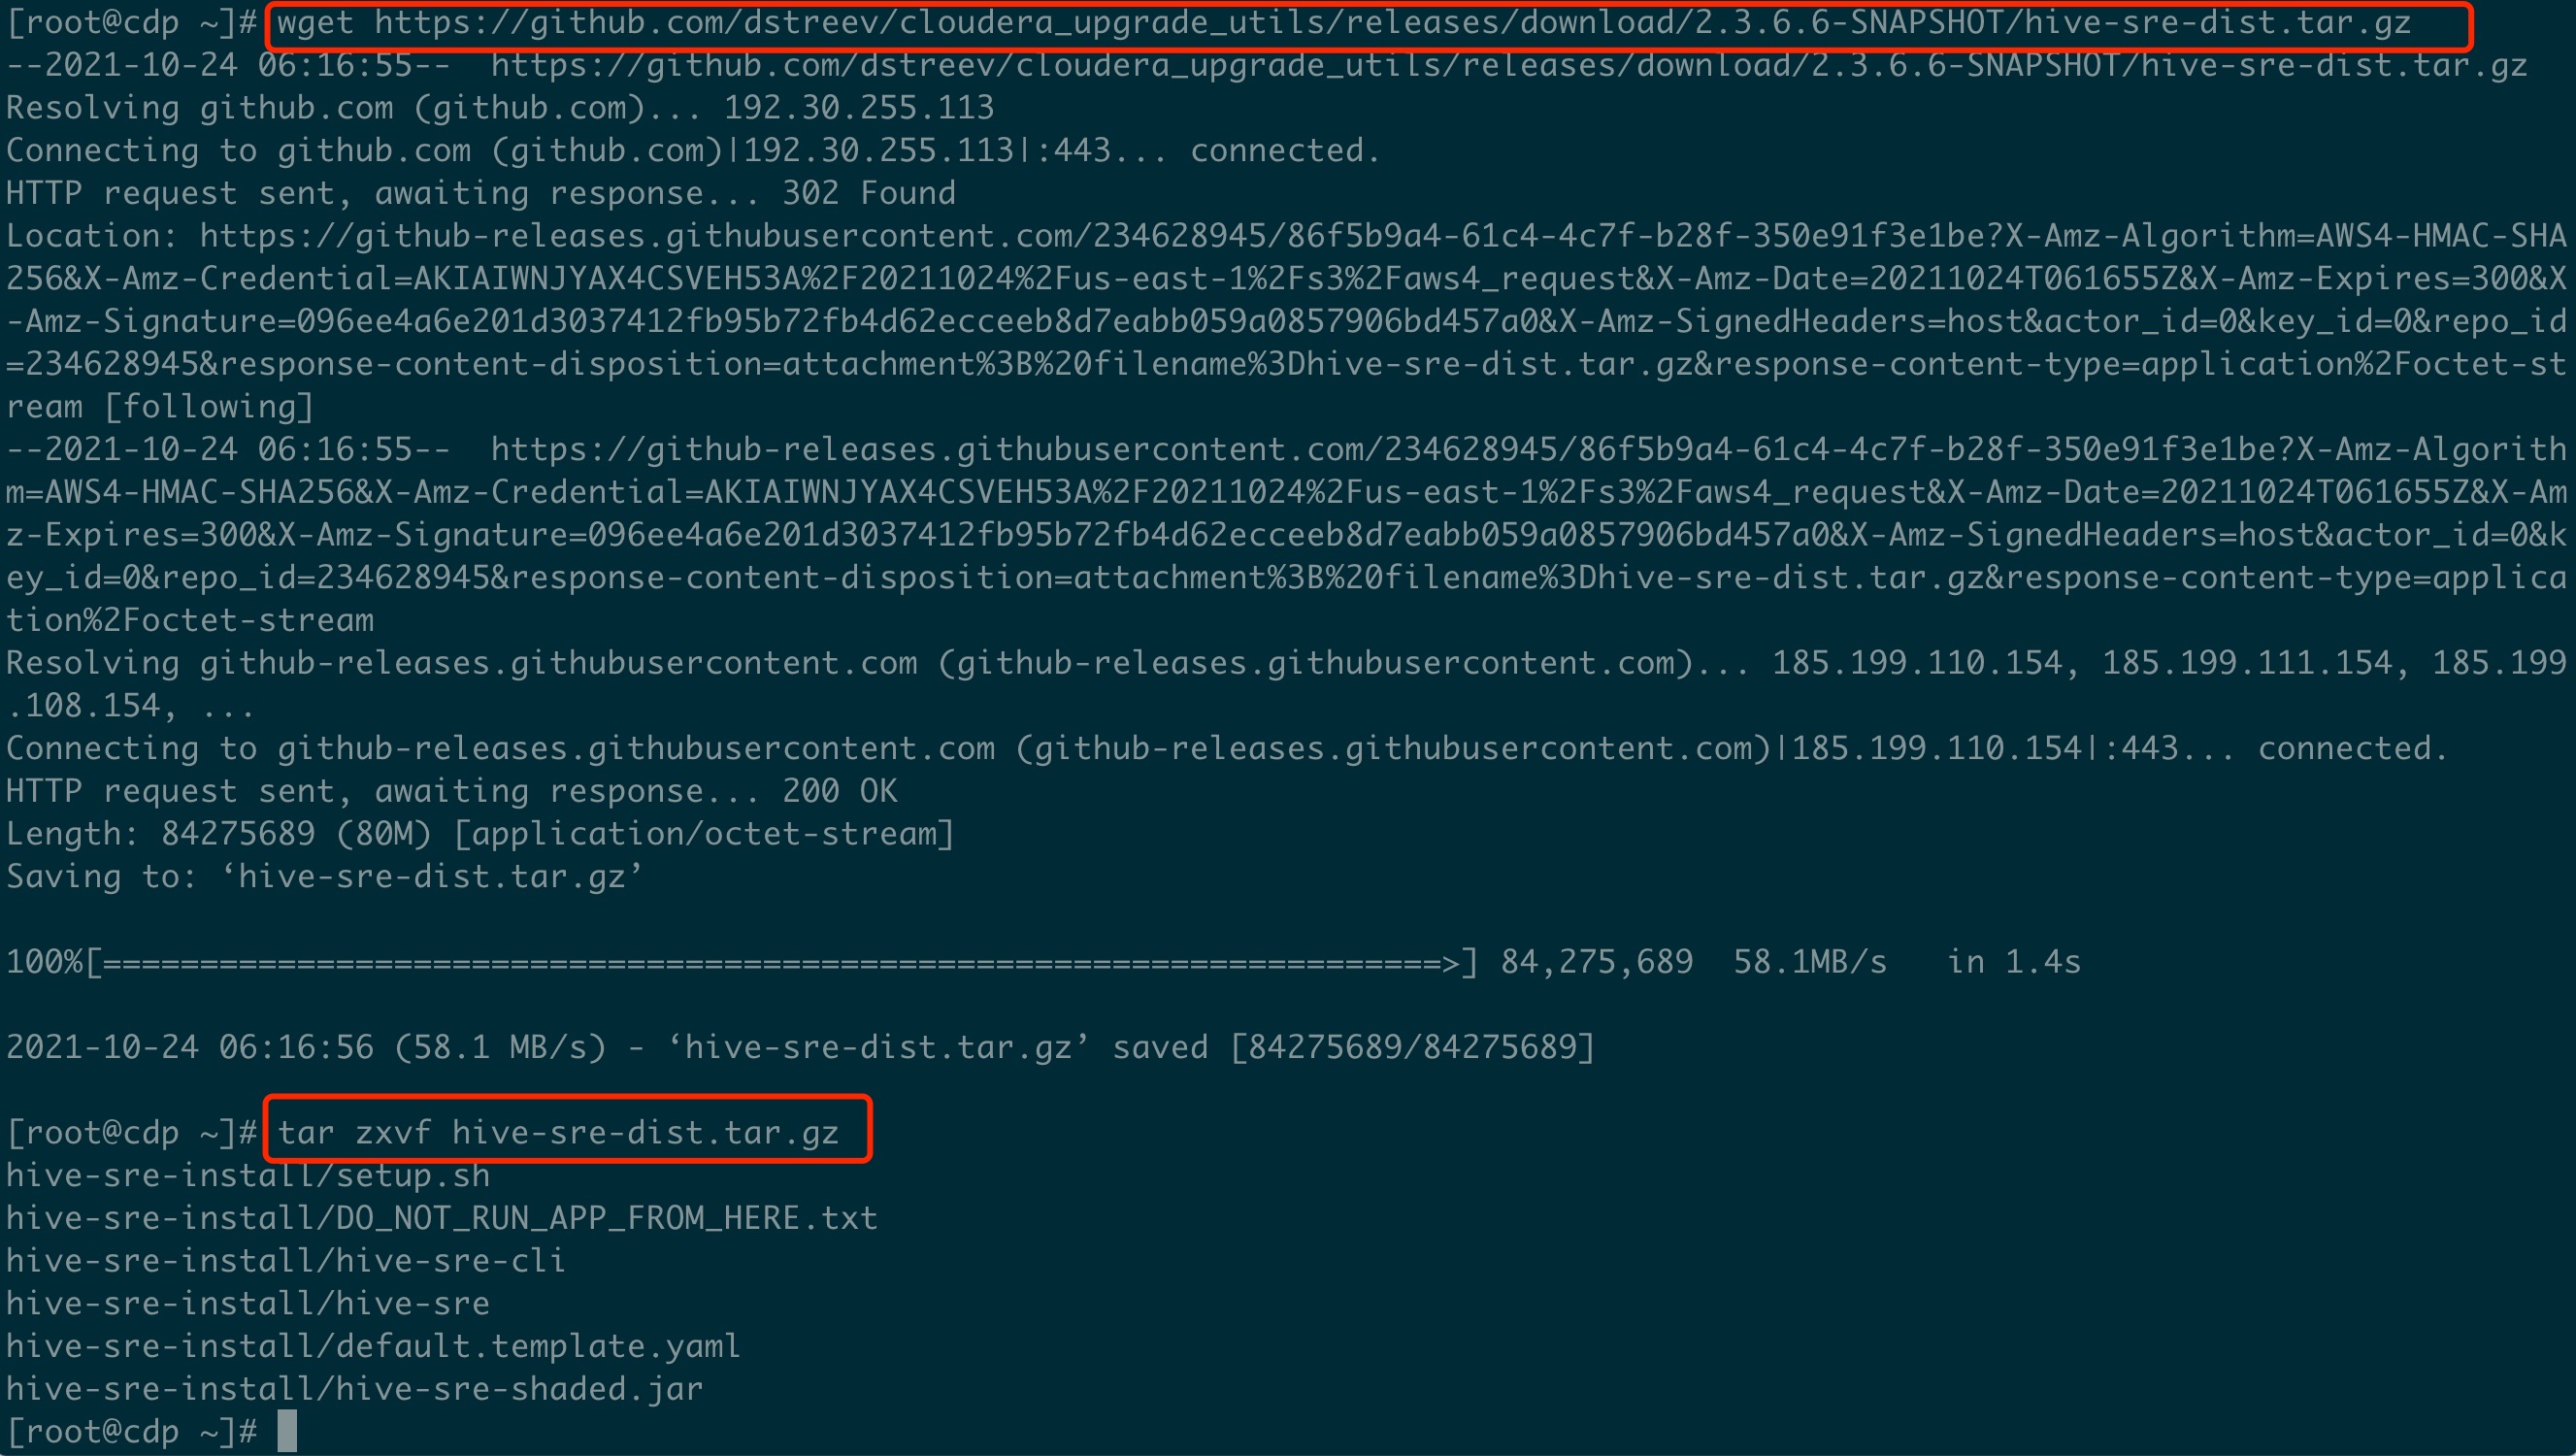 [root@cdp ~]# wget https://github.com/dstreev/cloudera_upgrade_utils/releases/download/2.3.6.6-SNAPSHOT/hive-sre-dist.tar.gz
--2021-10-24 06:16:55--  https://github.com/dstreev/cloudera_upgrade_utils/releases/download/2.3.6.6-SNAPSHOT/hive-sre-dist.tar.gz
Resolving github.com (github.com)... 192.30.255.113
Connecting to github.com (github.com)|192.30.255.113|:443... connected.
HTTP request sent, awaiting response... 302 Found
Location: https://github-releases.githubusercontent.com/234628945/86f5b9a4-61c4-4c7f-b28f-350e91f3e1be?X-Amz-Algorithm=AWS4-HMAC-SHA
256&X-Amz-Credential=AKIAIWNJYAX4CSVEH53A%2F20211024%2Fus-east-1%2Fs3%2Faws4_request&X-Amz-Date=20211024T061655Z&X-Amz-Expires=300&X
-Amz-Signature=096ee4a6e201d3037412fb95b72fb4d62ecceeb8d7eabb059a0857906bd457a0&X-Amz-SignedHeaders=host&actor_id=0&key_id=0&repo_id
=234628945&response-content-disposition=attachment%3B%20filename%3Dhive-sre-dist.tar.gz&response-content-type=application%2Foctet-st
ream [following]
--2021-10-24 06:16:55--  https://github-releases.githubusercontent.com/234628945/86f5b9a4-61c4-4c7f-b28f-350e91f3e1be?X-Amz-Algorith
m=AWS4-HMAC-SHA256&X-Amz-Credential=AKIAIWNJYAX4CSVEH53A%2F20211024%2Fus-east-1%2Fs3%2Faws4_request&X-Amz-Date=20211024T061655Z&X-Am
z-Expires=300&X-Amz-Signature=096ee4a6e201d3037412fb95b72fb4d62ecceeb8d7eabb059a0857906bd457a0&X-Amz-SignedHeaders=host&actor_id=0&k
ey_id=0&repo_id=234628945&response-content-disposition=attachment%3B%20filename%3Dhive-sre-dist.tar.gz&response-content-type=applica
tion%2Foctet-stream
Resolving github-releases.githubusercontent.com (github-releases.githubusercontent.com)... 185.199.110.154, 185.199.111.154, 185.199
.108.154, ...
Connecting to github-releases.githubusercontent.com (github-releases.githubusercontent.com)|185.199.110.154|:443... connected.
HTTP request sent, awaiting response... 200 OK
Length: 84275689 (80M) [application/octet-stream]
Saving to: ‘hive-sre-dist.tar.gz’
100%[=====================================================================>] 84,275,689  58.1MB/s   in 1.4s
2021-10-24 06:16:56 (58.1 MB/s) - ‘hive-sre-dist.tar.gz’ saved [84275689/84275689]
[root@cdp ~]# tar zxvf hive-sre-dist.tar.gz
hive-sre-install/setup.sh
hive-sre-install/DO_NOT_RUN_APP_FROM_HERE.txt
hive-sre-install/hive-sre-cli
hive-sre-install/hive-sre
hive-sre-install/default.template.yaml
hive-sre-install/hive-sre-shaded.jar
[root@cdp ~]#